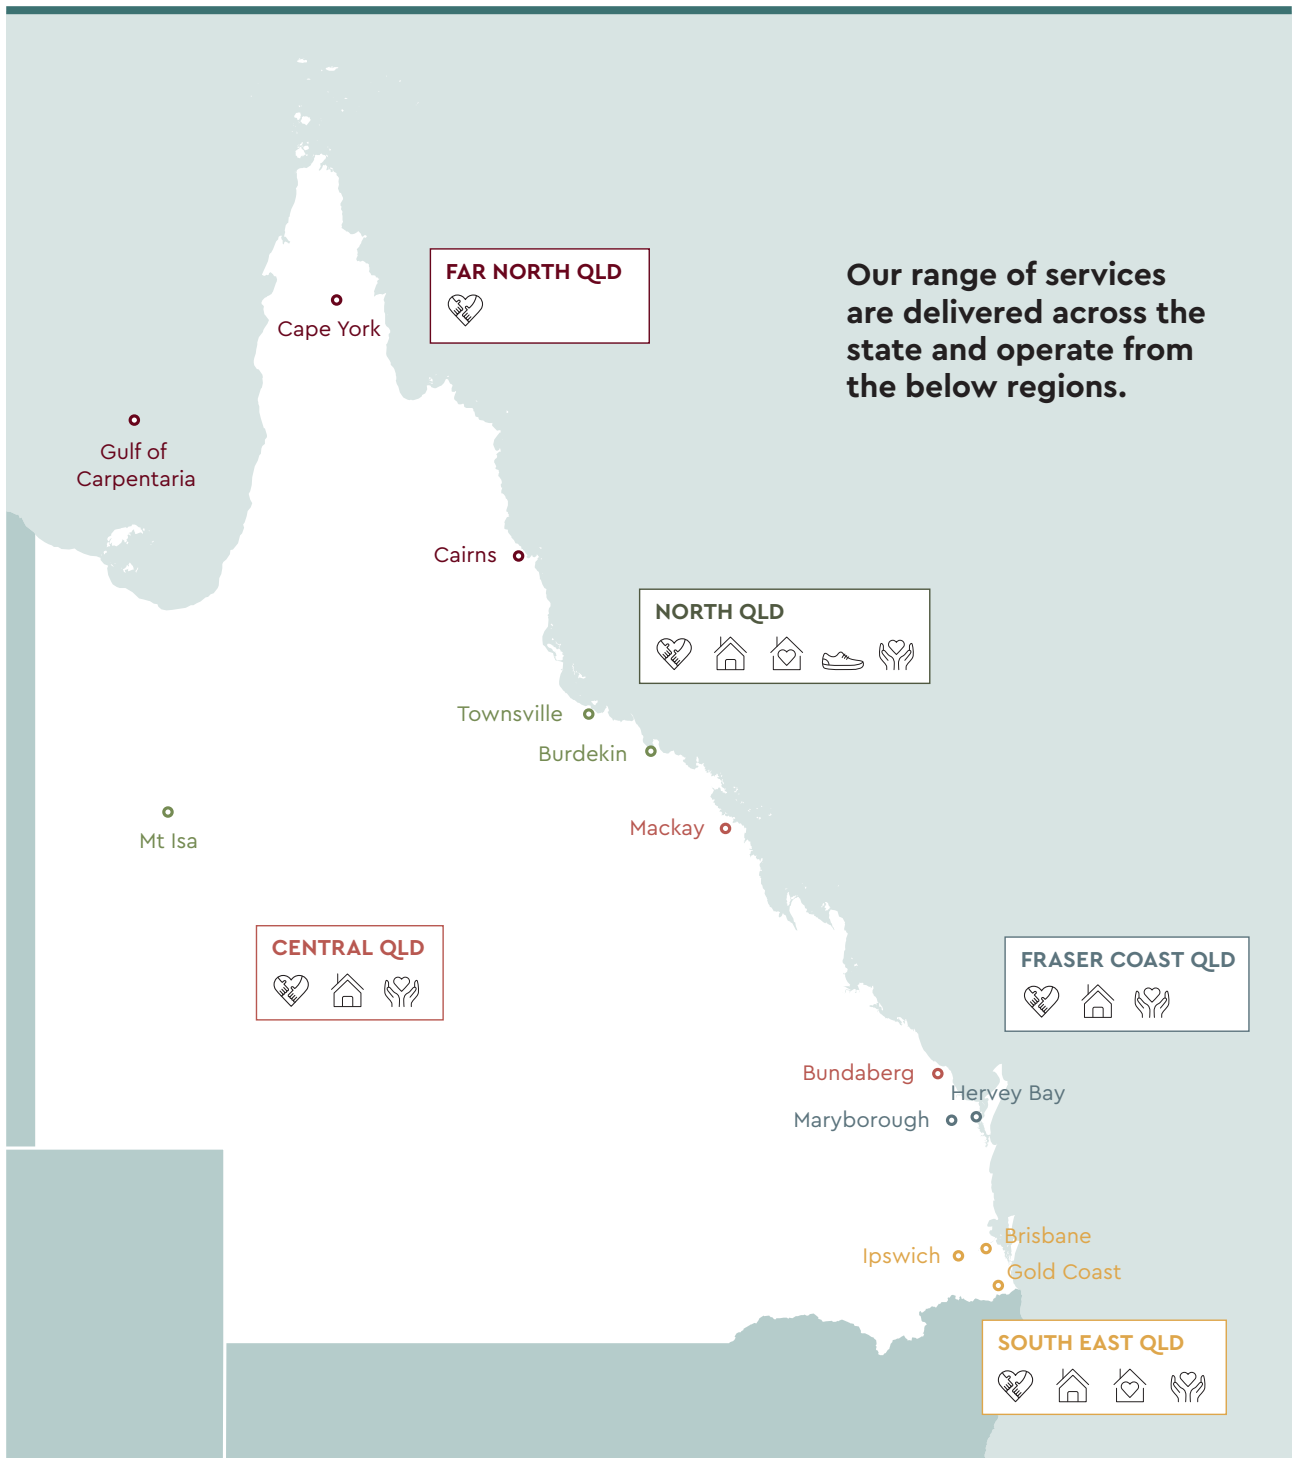 FAR NORTH QLD
Our range of services
are delivered across the
state and operate from
the below regions.
Cape York
Gulf of
Carpentaria
Cairns
NORTH QLD
Townsville
Burdekin
Mackay
Mt Isa
CENTRAL QLD
FRASER COAST QLD
Bundaberg
Hervey Bay
Maryborough
Brisbane
Ipswich
Gold Coast
SOUTH EAST QLD